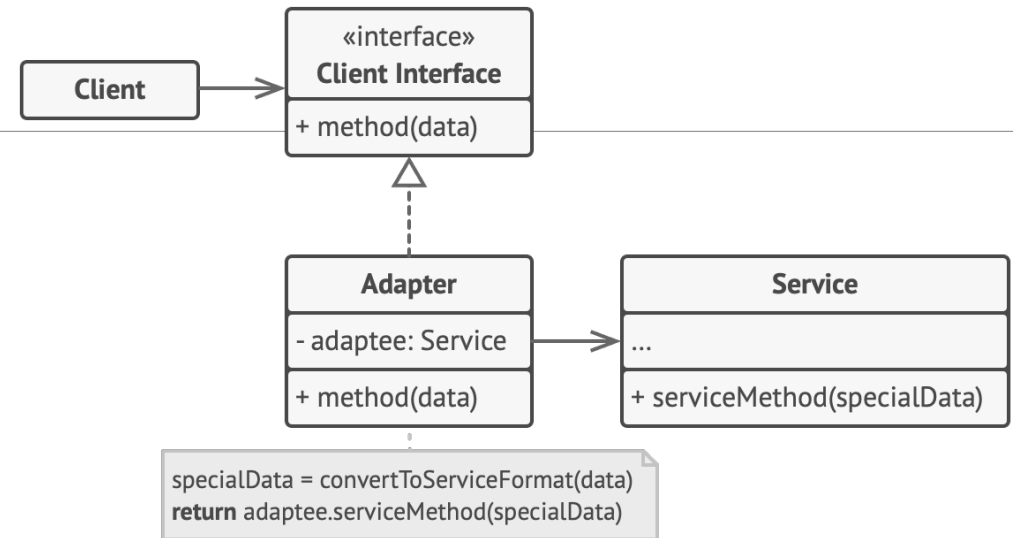 «interface»
Client
Client Interface
+ method(data)
Adapter
Service
- adaptee: Service
...
+ method(data)
+ serviceMethod(specialData)
specialData = convertToServiceFormat(data)
return adaptee.serviceMethod(specialData)